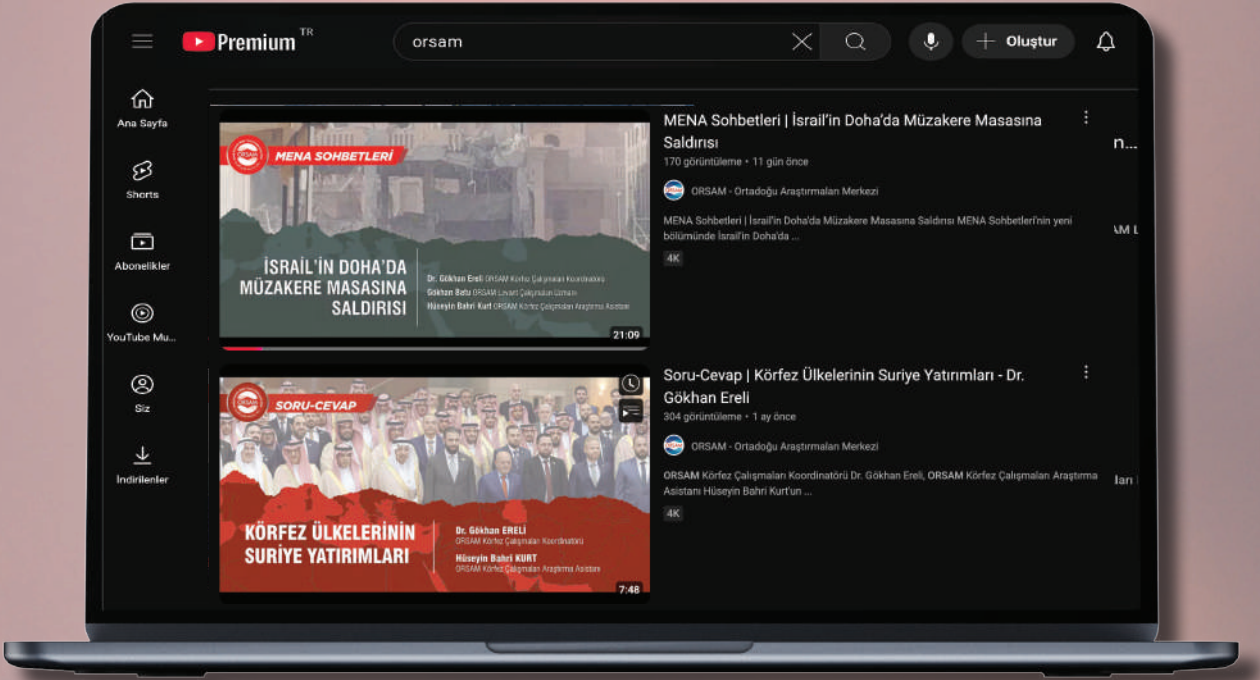 Premium TR
orsam
Oluştur
Ana Sayfa
Shorts
Abonelikler
YouTube Mu...
Siz
İndirilenler
ORSAM
MENA SOHBETLERİ
İSRAİL'İN DOHA'DA
MÜZAKERE MASASINA
SALDIRISI
Dr. Gökhan Ereli ORSAM Körfez Çalışmaları Koordinatörü
Gökhan Batu ORSAM Levant Çalışmaları Uzmanı
Hüseyin Bahri Kurt ORSAM Körfez Çalışmaları Araştırma Asistanı
21:09
MENA Sohbetleri | İsrail'in Doha'da Müzakere Masasına
Saldırısı
170 görüntüleme • 11 gün önce
ORSAM - Ortadoğu Araştırmaları Merkezi
MENA Sohbetleri | İsrail'in Doha'da Müzakere Masasına Saldırısı MENA Sohbetleri'nin yeni
bölümünde İsrail'in Doha'da ...
4K
n...
ORSAM
SORU-CEVAP
KÖRFEZ ÜLKELERİNİN
SURİYE YATIRIMLARI
Dr. Gökhan ERELİ
ORSAM Körfez Çalışmaları Koordinatörü
Hüseyin Bahri KURT
ORSAM Körfez Çalışmaları Araştırma Asistanı
7:48
Soru-Cevap | Körfez Ülkelerinin Suriye Yatırımları - Dr.
Gökhan Ereli
304 görüntüleme • 1 ay önce
ORSAM - Ortadoğu Araştırmaları Merkezi
ORSAM Körfez Çalışmaları Koordinatörü Dr. Gökhan Ereli, ORSAM Körfez Çalışmaları Araştırma
Asistanı Hüseyin Bahri Kurt'un ...
4K